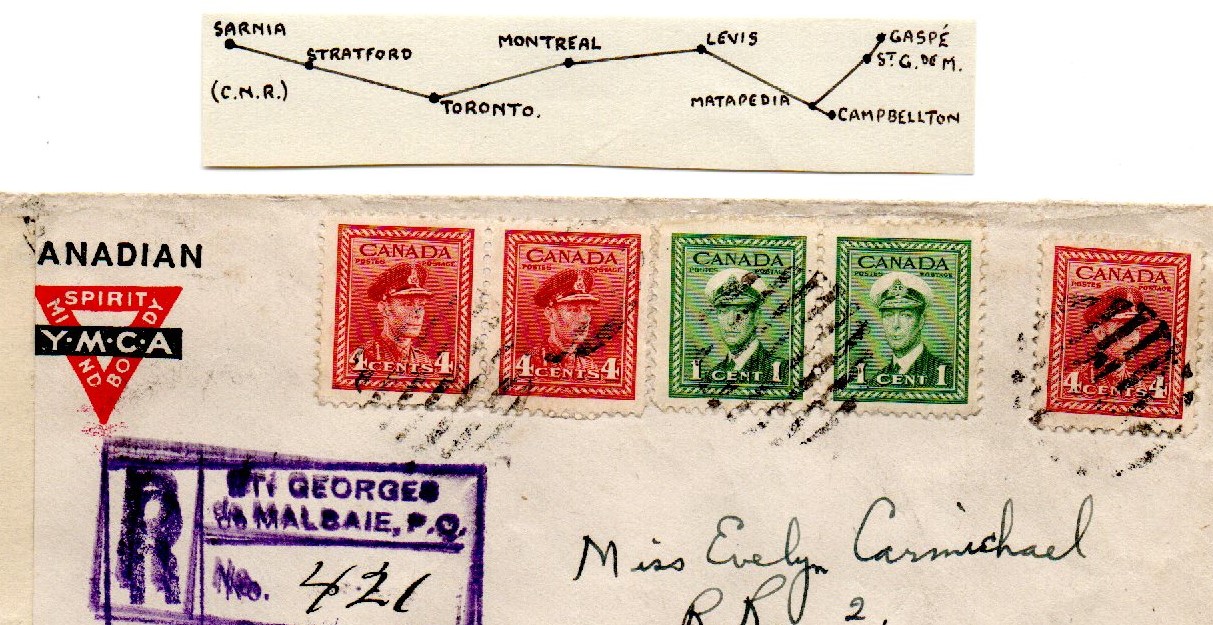 SARNIA
STRATFORD
(C.N.R.)
TORONTO.
MONTREAL
LEVIS
MATAPEDIA
GASPÉ
ST. G. DE M.
CAMPBELLTON
ANADIAN
SPIRIT
MIND
BODY
Y·M·C·A
CANADA
POSTES POSTAGE
4 CENTS 4
CANADA
POSTES POSTAGE
4 CENTS 4
CANADA
POSTES POSTAGE
1 CENT 1
CANADA
POSTES POSTAGE
1 CENT 1
CANADA
POSTES POSTAGE
4 CENTS 4
R
ST. GEORGES
de MALBAIE, P.Q.
No. 421
Miss Evelyn Carmichael
R R 2,